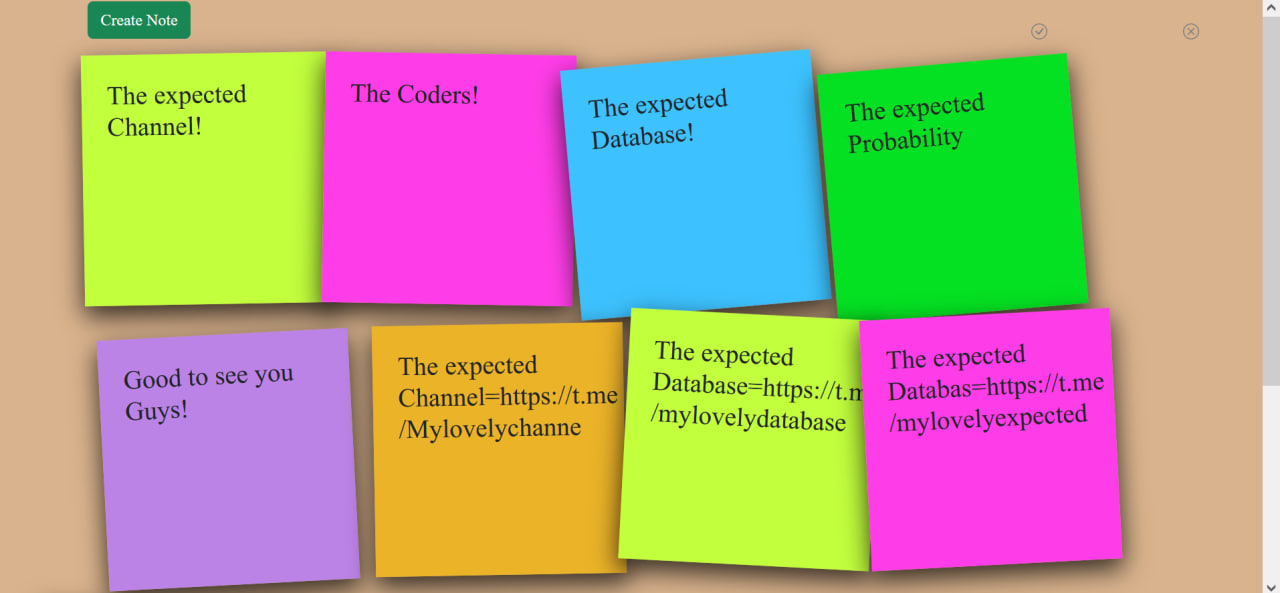 Create Note
The expected
Channel!
The Coders!
The expected
Database!
The expected
Probability
Good to see you
Guys!
The expected
Channel=https://t.me
/Mylovelychanne
The expected
Database=https://t.m
/mylovelydatabase
The expected
Databas=https://t.me
/mylovelyexpected